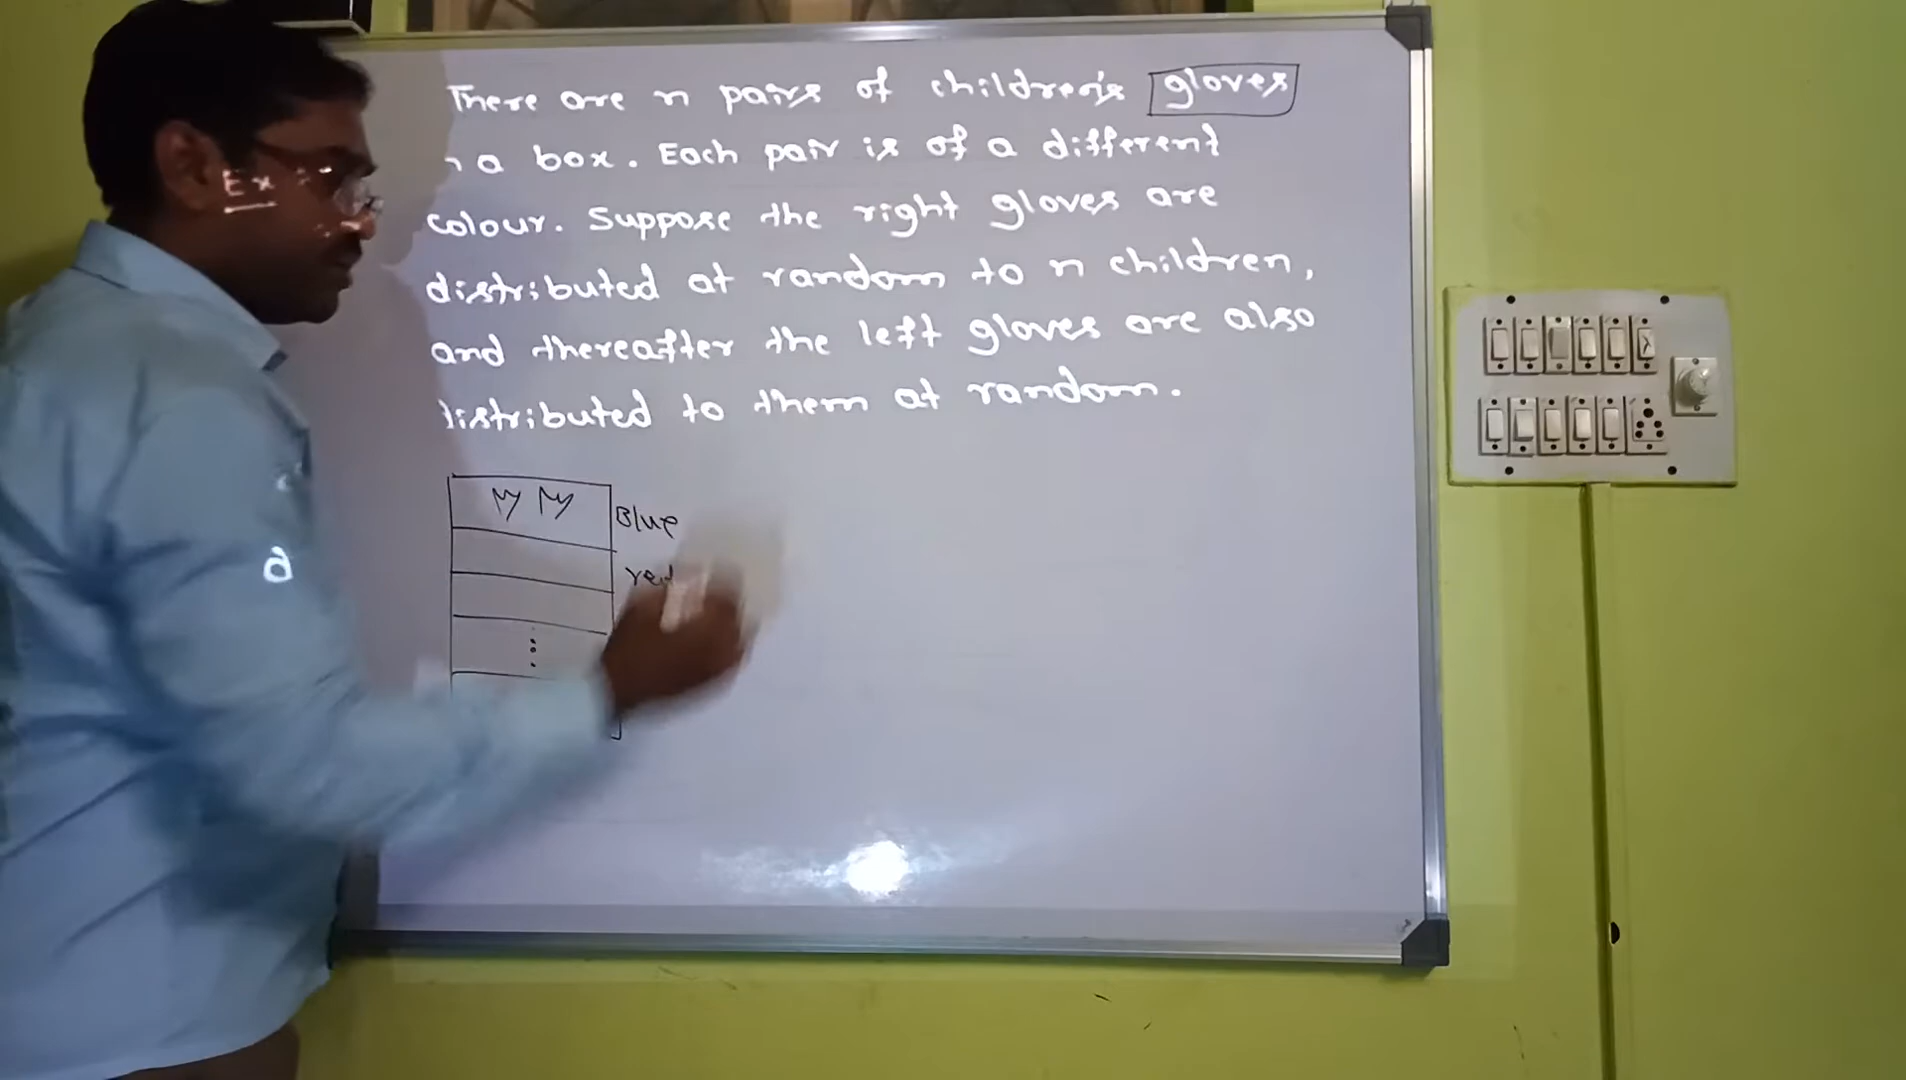 Ex :-
There are n pairs of children's gloves
a box. Each pair is of a different
colour. Suppose the right gloves are
distributed at random to n children,
and thereafter the left gloves are also
distributed to them at random.
Blue
red